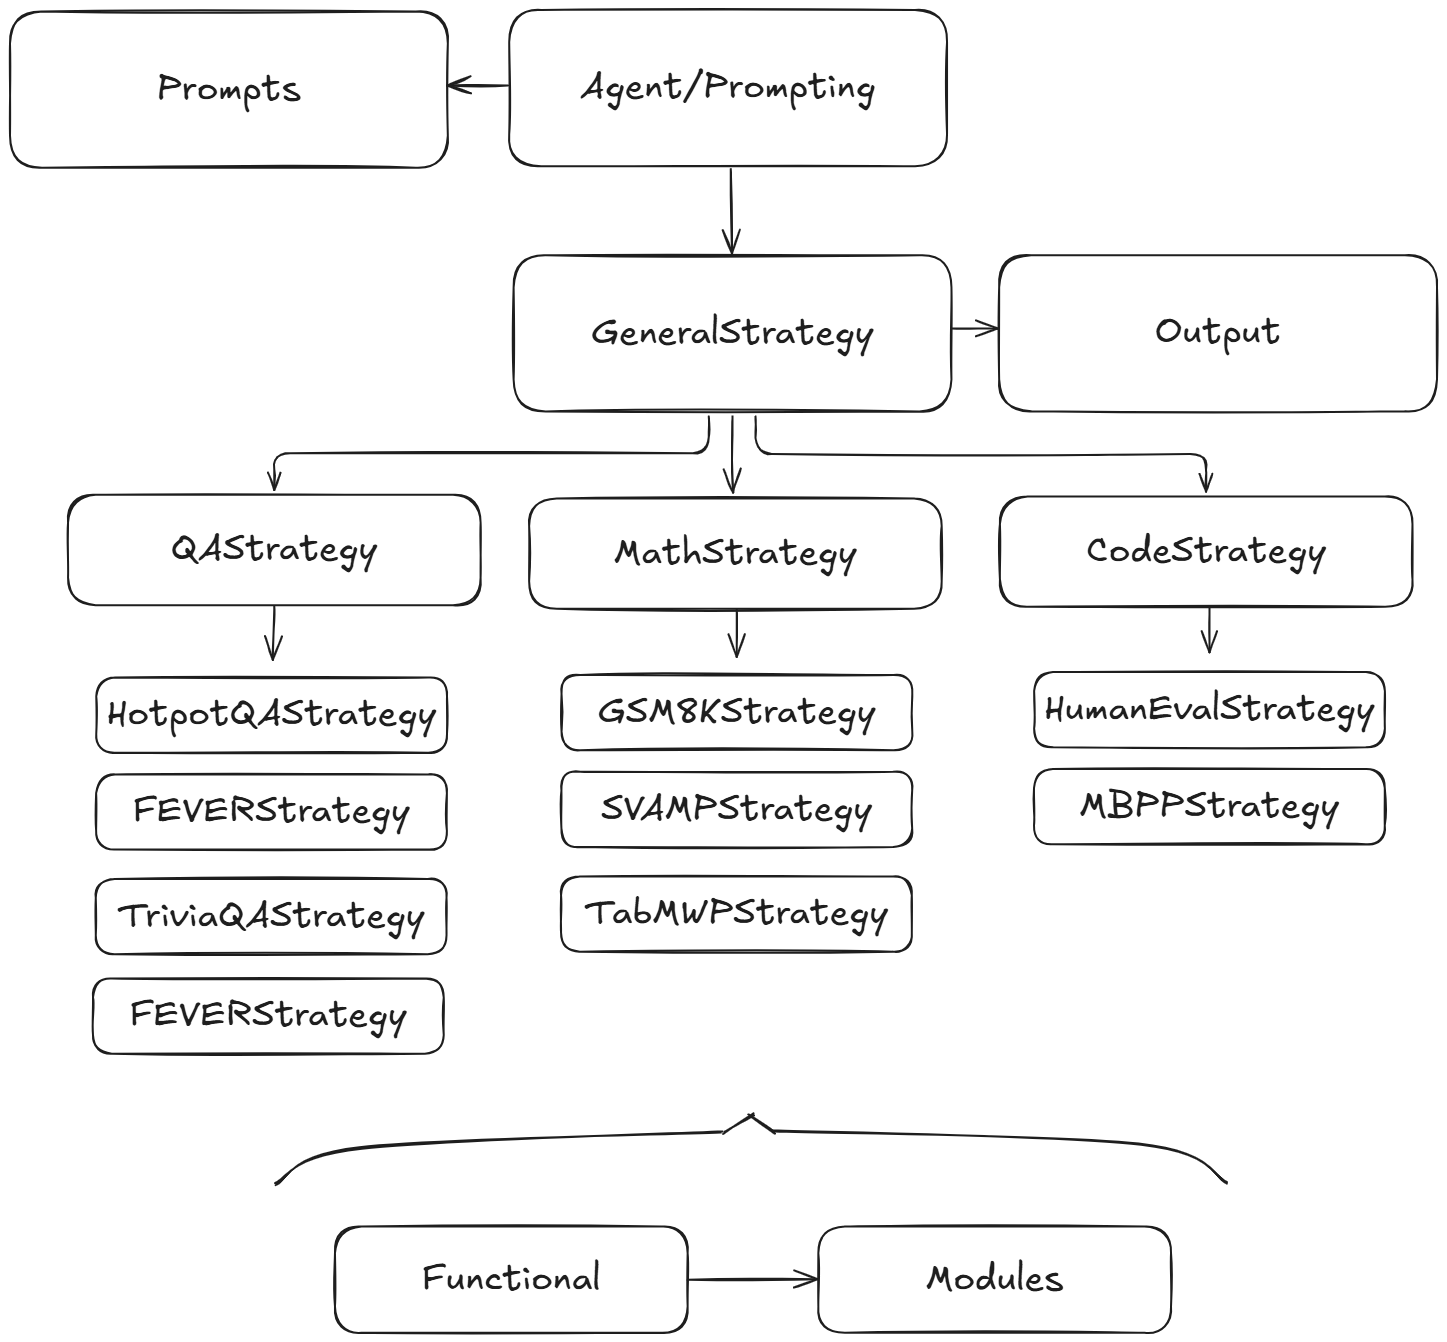 Prompts
Agent/Prompting
GeneralStrategy
Output
QAStrategy
MathStrategy
CodeStrategy
HotpotQAStrategy
FEVERStrategy
TriviaQAStrategy
FEVERStrategy
GSM8KStrategy
SVAMPStrategy
TabMWPStrategy
HumanEvalStrategy
MBPPStrategy
Functional
Modules